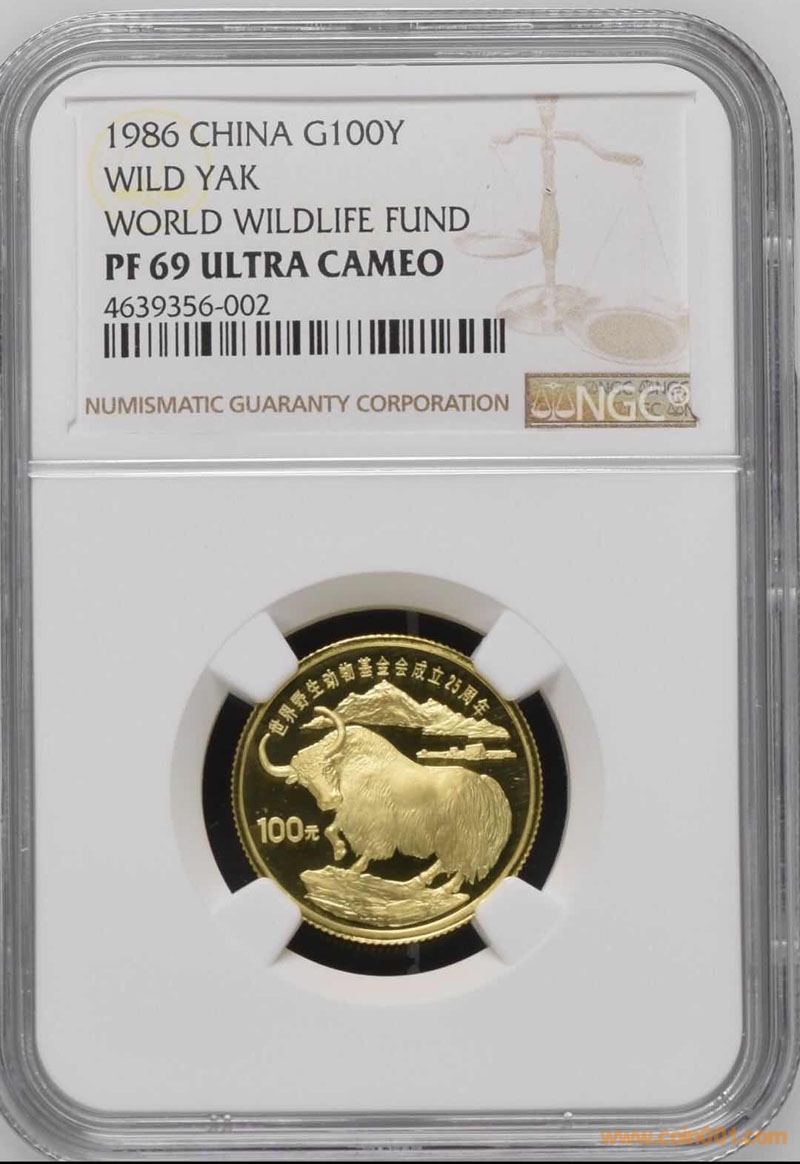 1986 CHINA G100Y
WILD YAK
WORLD WILDLIFE FUND
PF 69 ULTRA CAMEO
4639356-002
NUMISMATIC GUARANTY CORPORATION
NGC®
世界野生动物基金会成立25周年
100元
www.coin001.com